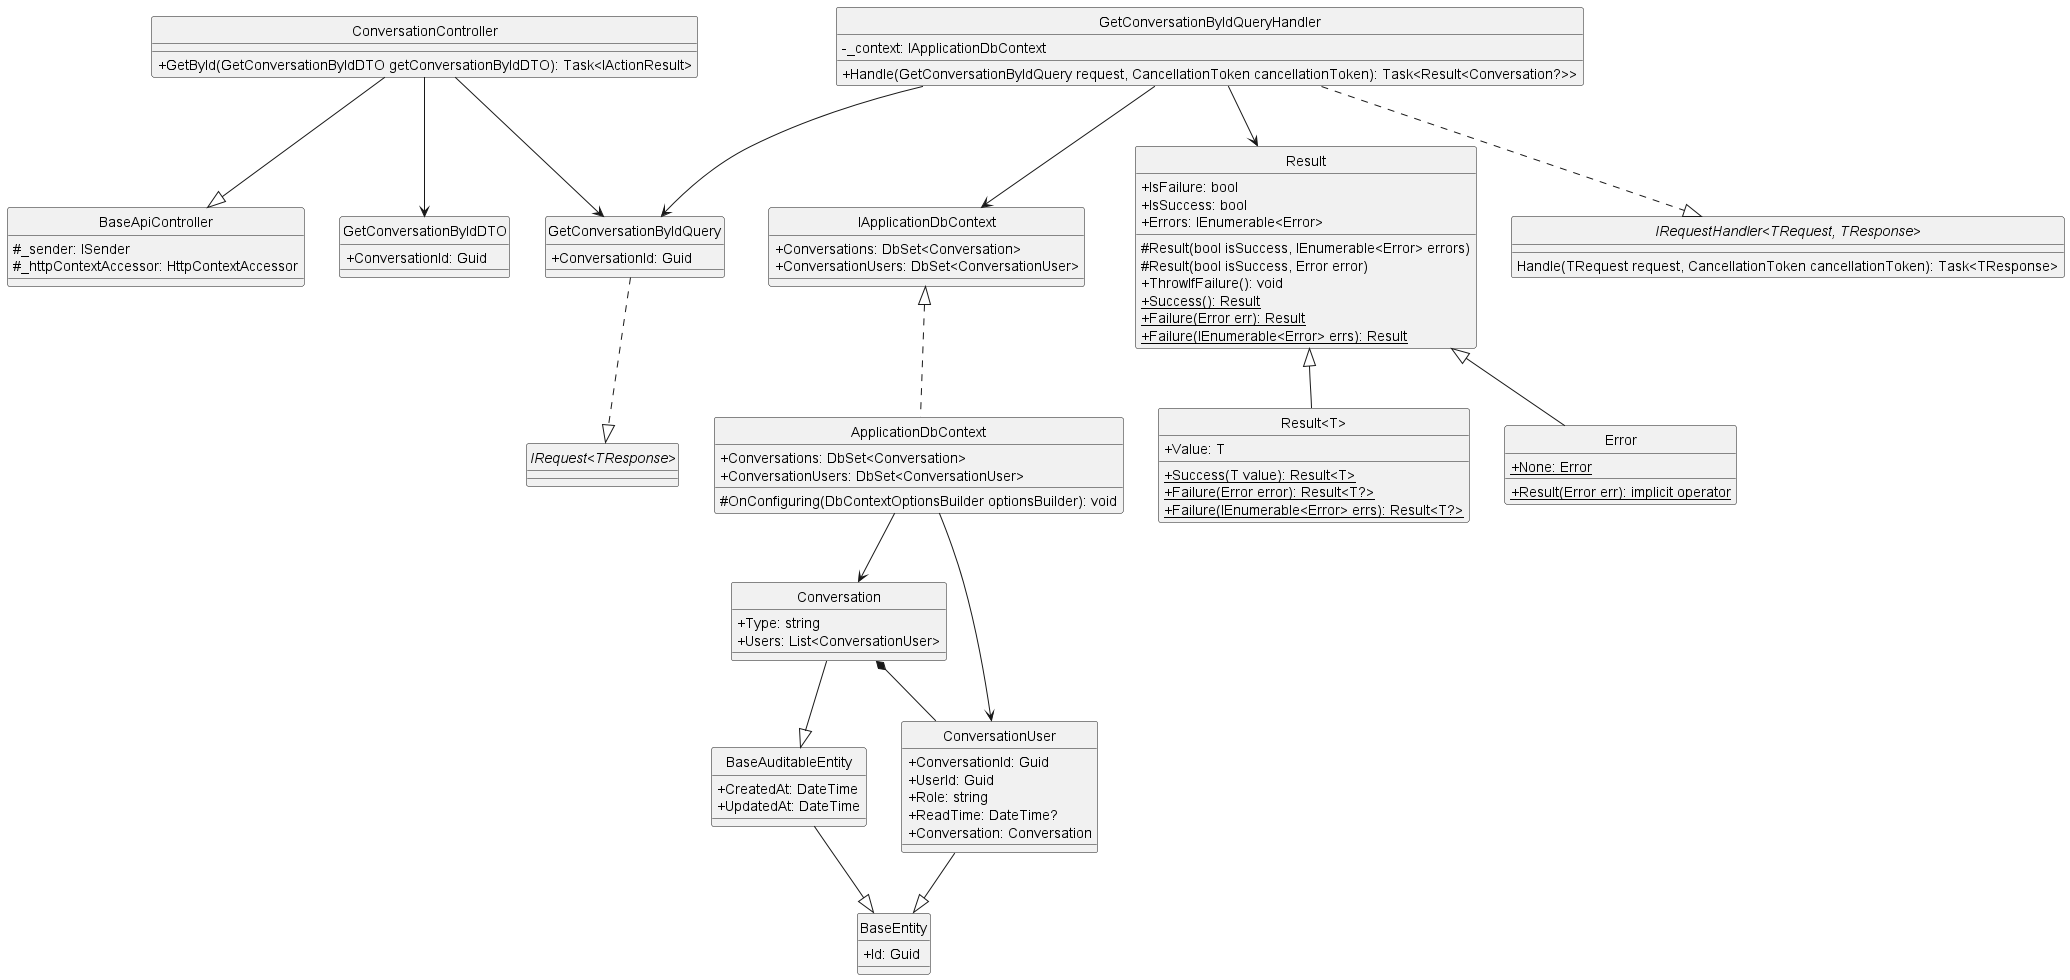 ConversationController
+GetById(GetConversationByIdDTO getConversationByIdDTO): Task<IActionResult>
GetConversationByIdQueryHandler
-_context: IApplicationDbContext
+Handle(GetConversationByIdQuery request, CancellationToken cancellationToken): Task<Result<Conversation?>>
BaseApiController
#_sender: ISender
#_httpContextAccessor: HttpContextAccessor
GetConversationByIdDTO
+ConversationId: Guid
GetConversationByIdQuery
+ConversationId: Guid
IApplicationDbContext
+Conversations: DbSet<Conversation>
+ConversationUsers: DbSet<ConversationUser>
Result
+IsFailure: bool
+IsSuccess: bool
+Errors: IEnumerable<Error>
#Result(bool isSuccess, IEnumerable<Error> errors)
#Result(bool isSuccess, Error error)
+ThrowIfFailure(): void
+Success(): Result
+Failure(Error err): Result
+Failure(IEnumerable<Error> errs): Result
IRequestHandler<TRequest, TResponse>
Handle(TRequest request, CancellationToken cancellationToken): Task<TResponse>
IRequest<TResponse>
ApplicationDbContext
+Conversations: DbSet<Conversation>
+ConversationUsers: DbSet<ConversationUser>
#OnConfiguring(DbContextOptionsBuilder optionsBuilder): void
Result<T>
+Value: T
+Success(T value): Result<T>
+Failure(Error error): Result<T?>
+Failure(IEnumerable<Error> errs): Result<T?>
Error
+None: Error
+Result(Error err): implicit operator
Conversation
+Type: string
+Users: List<ConversationUser>
BaseAuditableEntity
+CreatedAt: DateTime
+UpdatedAt: DateTime
ConversationUser
+ConversationId: Guid
+UserId: Guid
+Role: string
+ReadTime: DateTime?
+Conversation: Conversation
BaseEntity
+Id: Guid